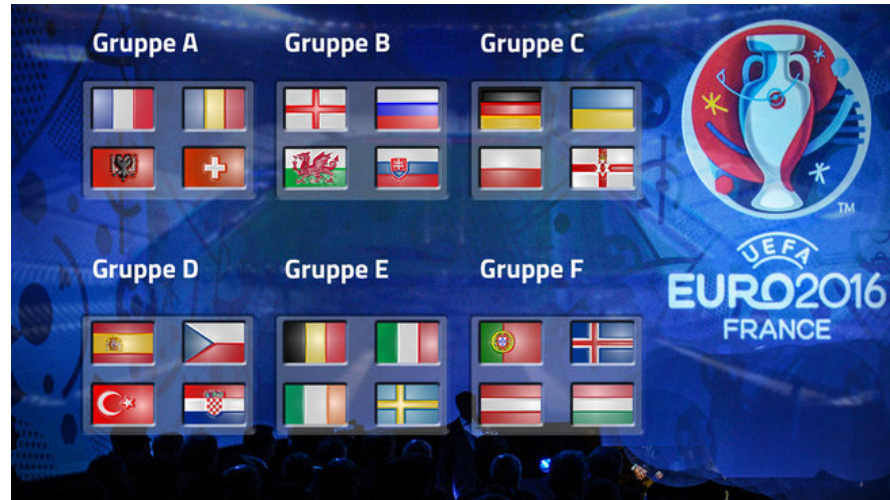 Gruppe A
Gruppe B
Gruppe C
TM
Gruppe D
Gruppe E
Gruppe F
UEFA
EURO2016
FRANCE